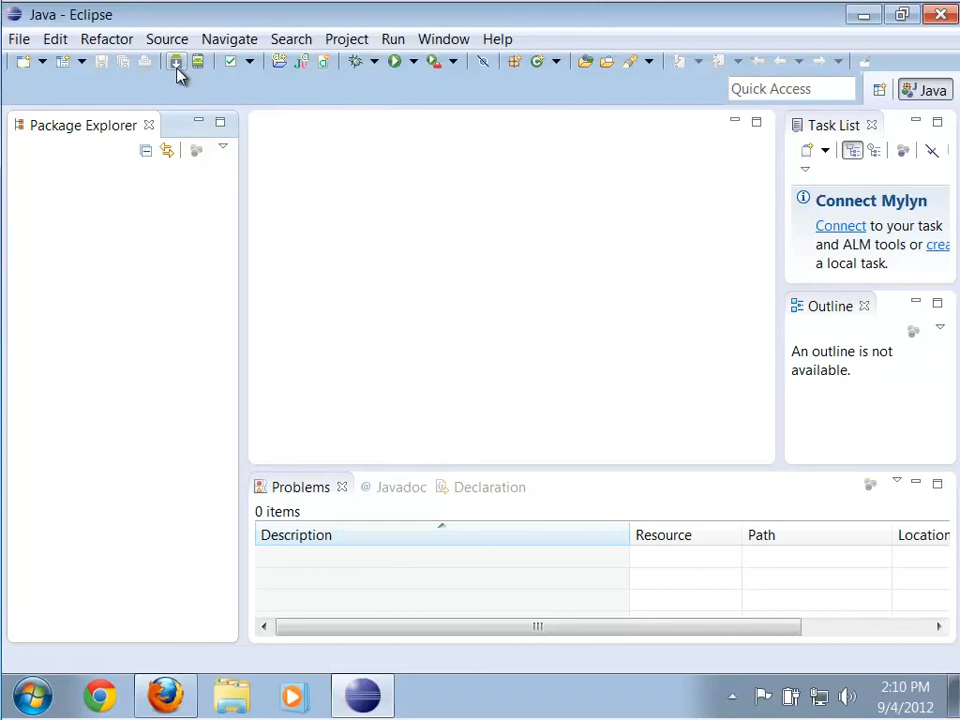 Java - Eclipse
File Edit Refactor Source Navigate Search Project Run Window Help
Quick Access
Java
Package Explorer
Task List
Connect Mylyn
Connect to your task
and ALM tools or crea
a local task.
Outline
An outline is not
available.
Problems @ Javadoc Declaration
0 items
Description Resource Path Location
2:10 PM
9/4/2012